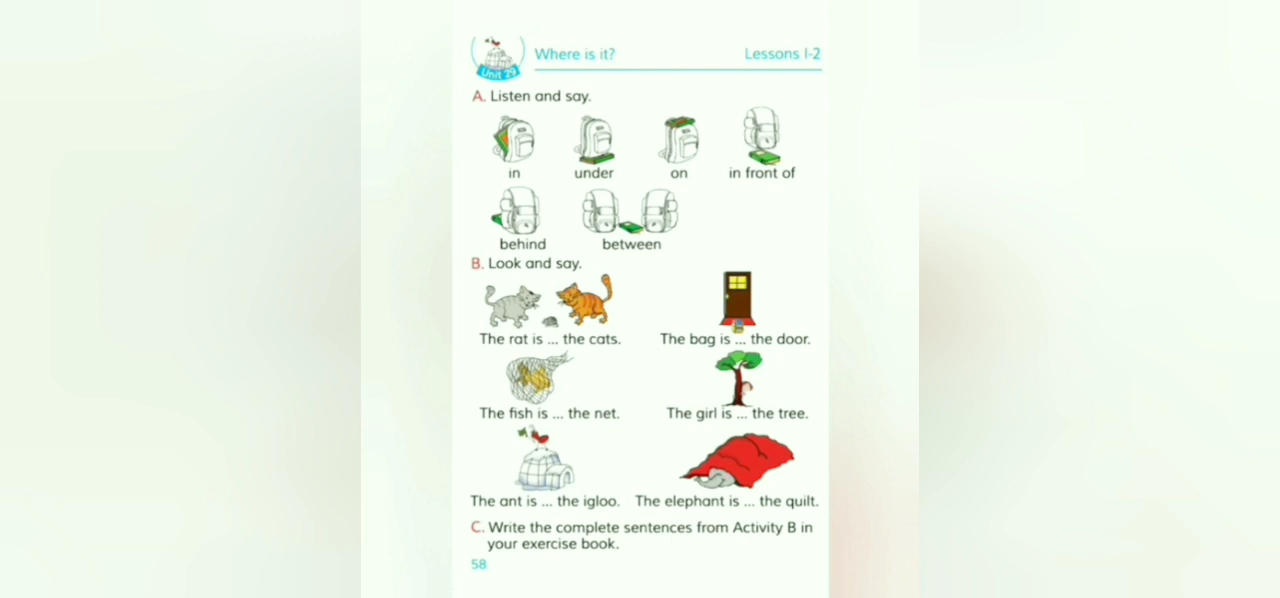 Unit 29
Where is it? Lessons 1-2
A. Listen and say.
in under on in front of
behind between
B. Look and say.
The rat is ... the cats. The bag is ... the door.
The fish is ... the net. The girl is ... the tree.
The ant is ... the igloo. The elephant is ... the quilt.
C. Write the complete sentences from Activity B in
your exercise book.
58